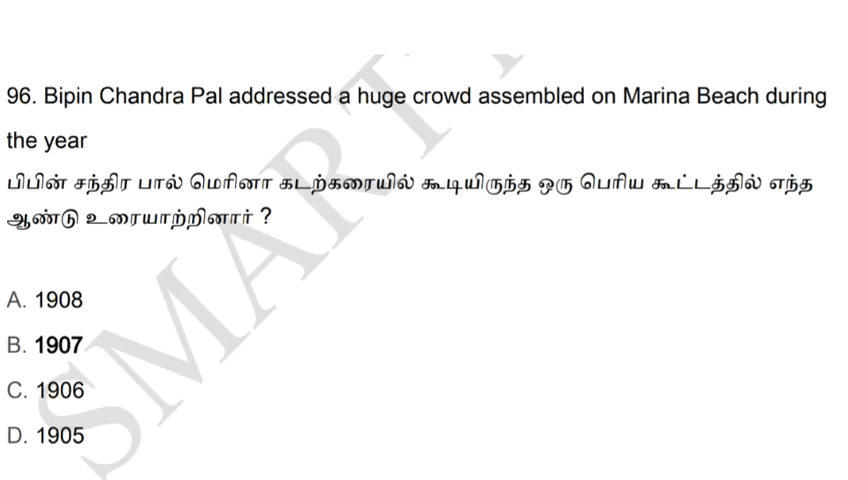 96. Bipin Chandra Pal addressed a huge crowd assembled on Marina Beach during
the year
பிபின் சந்திர பால் மெரினா கடற்கரையில் கூடியிருந்த ஒரு பெரிய கூட்டத்தில் எந்த
ஆண்டு உரையாற்றினார் ?
A. 1908
B. 1907
C. 1906
D. 1905
SMART